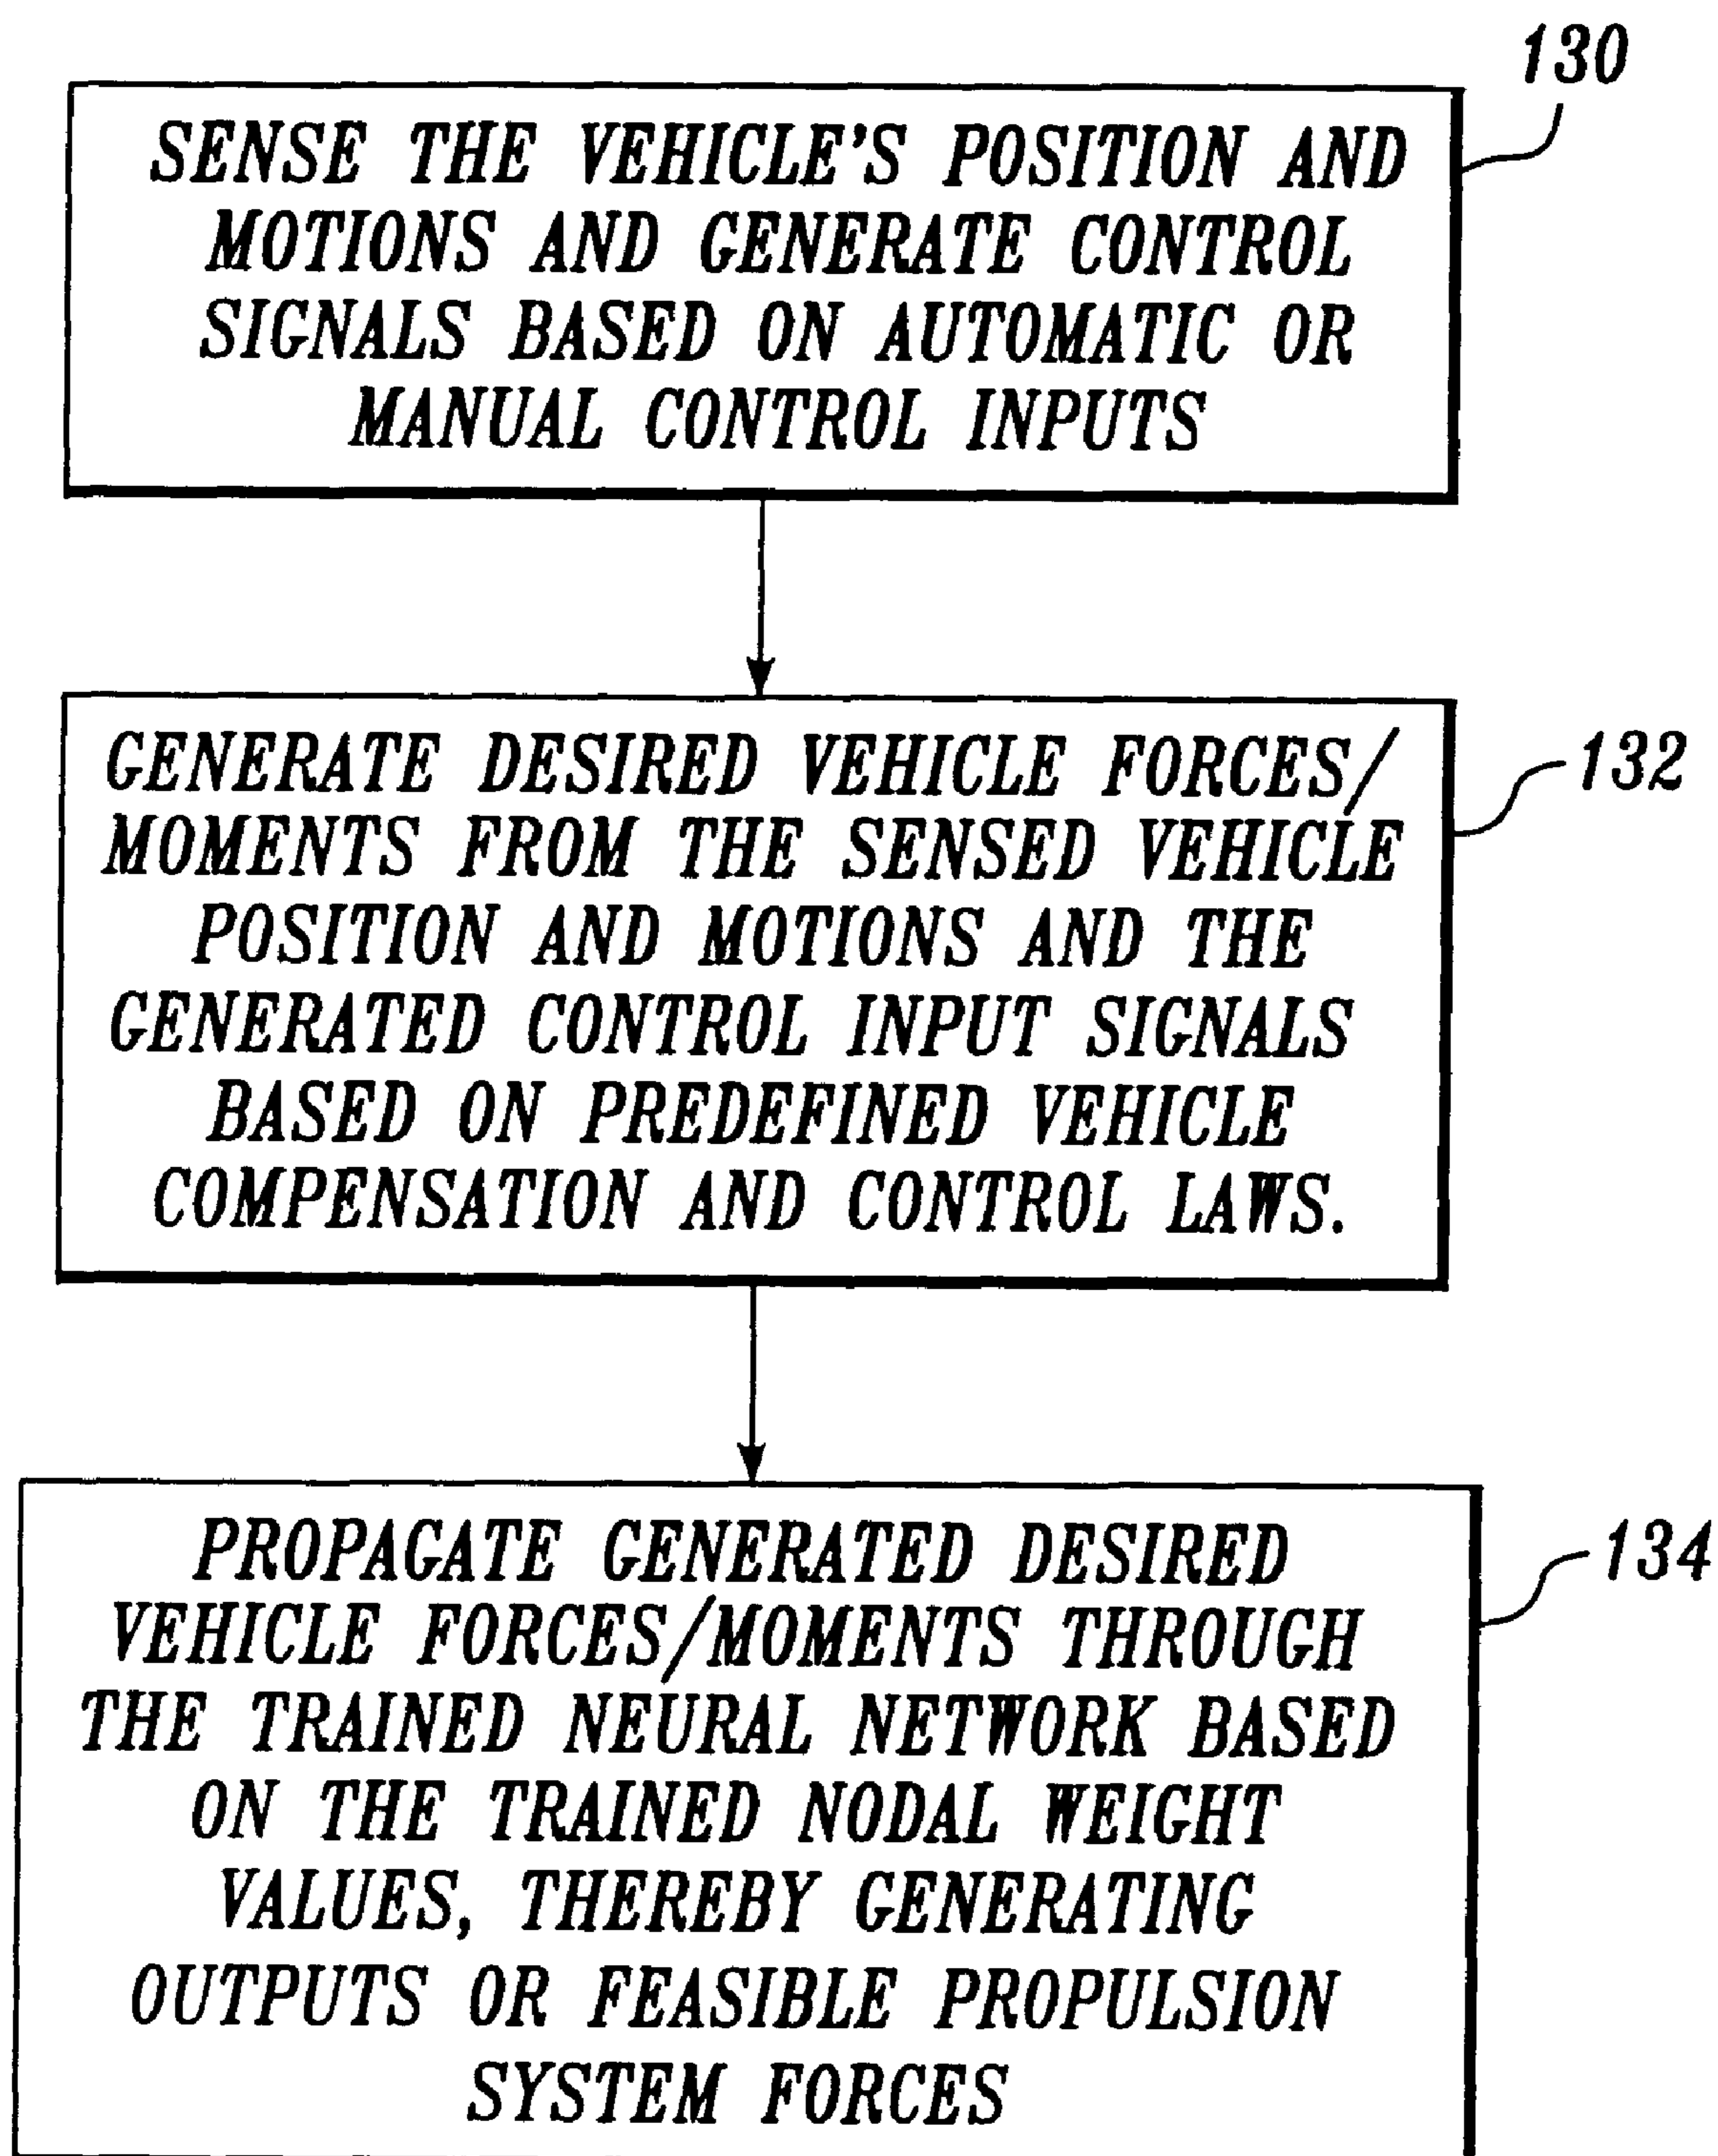 130
SENSE THE VEHICLE'S POSITION AND
MOTIONS AND GENERATE CONTROL
SIGNALS BASED ON AUTOMATIC OR
MANUAL CONTROL INPUTS
132
GENERATE DESIRED VEHICLE FORCES/
MOMENTS FROM THE SENSED VEHICLE
POSITION AND MOTIONS AND THE
GENERATED CONTROL INPUT SIGNALS
BASED ON PREDEFINED VEHICLE
COMPENSATION AND CONTROL LAWS.
134
PROPAGATE GENERATED DESIRED
VEHICLE FORCES/MOMENTS THROUGH
THE TRAINED NEURAL NETWORK BASED
ON THE TRAINED NODAL WEIGHT
VALUES, THEREBY GENERATING
OUTPUTS OR FEASIBLE PROPULSION
SYSTEM FORCES